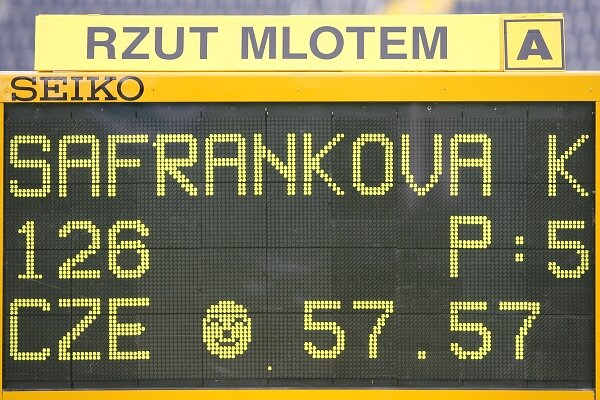 RZUT MLOTEM A
SEIKO
SAFRANKOVA K
126 P:5
CZE 57.57